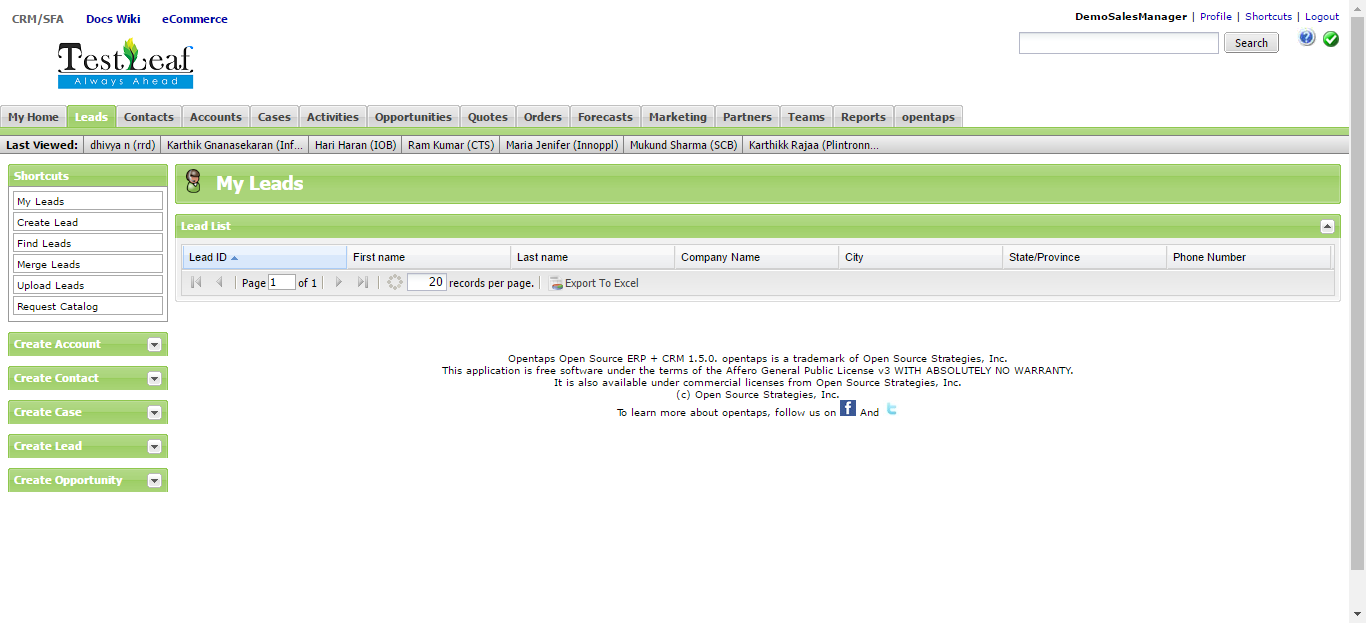 CRM/SFA Docs Wiki eCommerce
DemoSalesManager | Profile | Shortcuts | Logout
Search
TestLeaf
Always Ahead
My Home Leads Contacts Accounts Cases Activities Opportunities Quotes Orders Forecasts Marketing Partners Teams Reports opentaps
Last Viewed: dhivya n (rrd) Karthik Gnanasekaran (Inf... Hari Haran (IOB) Ram Kumar (CTS) Maria Jenifer (Innoppl) Mukund Sharma (SCB) Karthikk Rajaa (Plintronn...
Shortcuts
My Leads
Create Lead
Find Leads
Merge Leads
Upload Leads
Request Catalog
Create Account
Create Contact
Create Case
Create Lead
Create Opportunity
My Leads
Lead List
Lead ID First name Last name Company Name City State/Province Phone Number
Page 1 of 1 20 records per page. Export To Excel
Opentaps Open Source ERP + CRM 1.5.0. opentaps is a trademark of Open Source Strategies, Inc.
This application is free software under the terms of the Affero General Public License v3 WITH ABSOLUTELY NO WARRANTY.
It is also available under commercial licenses from Open Source Strategies, Inc.
(c) Open Source Strategies, Inc.
To learn more about opentaps, follow us on f And t